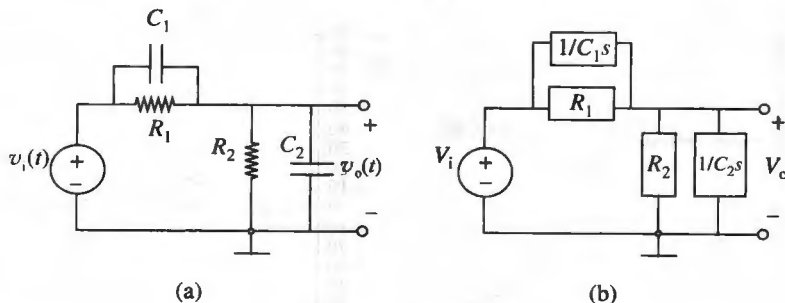 C₁
R₁
vᵢ(t)
+
−
R₂
C₂
+
vₒ(t)
−
(a)
1/C₁s
R₁
Vᵢ
+
−
R₂
1/C₂s
+
Vₒ
−
(b)